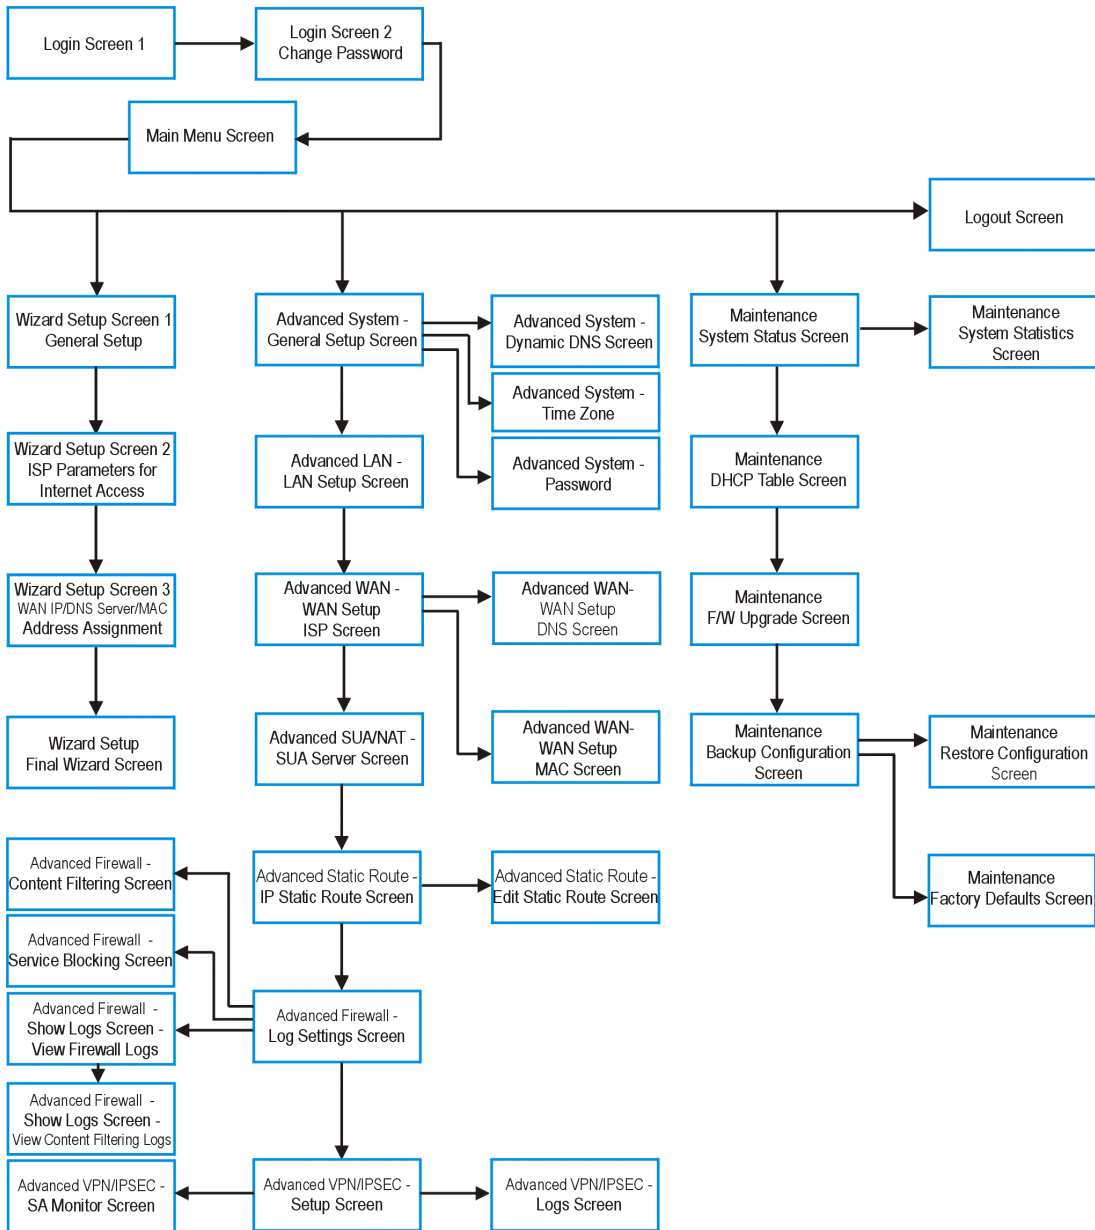 Login Screen 1
Login Screen 2
Change Password
Main Menu Screen
Logout Screen
Wizard Setup Screen 1
General Setup
Advanced System -
General Setup Screen
Advanced System -
Dynamic DNS Screen
Maintenance
System Status Screen
Maintenance
System Statistics
Screen
Advanced System -
Time Zone
Wizard Setup Screen 2
ISP Parameters for
Internet Access
Advanced LAN -
LAN Setup Screen
Advanced System -
Password
Maintenance
DHCP Table Screen
Wizard Setup Screen 3
WAN IP/DNS Server/MAC
Address Assignment
Advanced WAN -
WAN Setup
ISP Screen
Advanced WAN-
WAN Setup
DNS Screen
Maintenance
F/W Upgrade Screen
Wizard Setup
Final Wizard Screen
Advanced SUA/NAT -
SUA Server Screen
Advanced WAN-
WAN Setup
MAC Screen
Maintenance
Backup Configuration
Screen
Maintenance
Restore Configuration
Screen
Advanced Firewall -
Content Filtering Screen
Advanced Static Route -
IP Static Route Screen
Advanced Static Route -
Edit Static Route Screen
Maintenance
Factory Defaults Screen
Advanced Firewall -
Service Blocking Screen
Advanced Firewall -
Show Logs Screen -
View Firewall Logs
Advanced Firewall -
Log Settings Screen
Advanced Firewall -
Show Logs Screen -
View Content Filtering Logs
Advanced VPN/IPSEC -
SA Monitor Screen
Advanced VPN/IPSEC -
Setup Screen
Advanced VPN/IPSEC -
Logs Screen